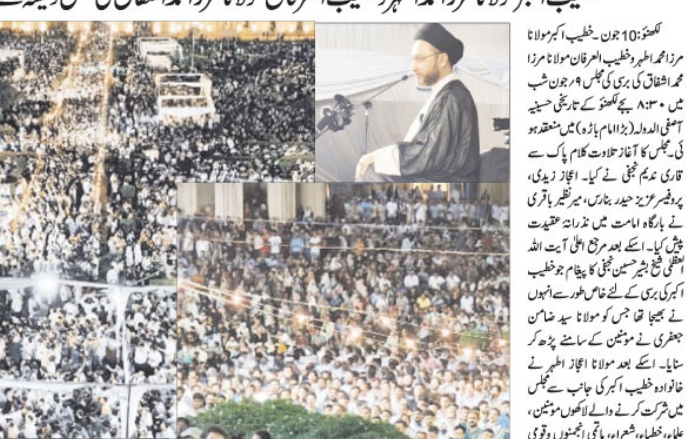 لکھنؤ:10 جون۔ خطیب اکبر مولانا
مرزا محمد اطہر و خطیب العرفان مولانا مرزا
محمد اشفاق کی برسی کی مجلس ۹؍جون شب
میں ۸:۳۰ بجے لکھنؤ کے تاریخی حسینیہ
آصفی الدولہ (بڑا امام باڑہ) میں منعقد ہو
ئی۔ مجلس کا آغاز تلاوت کلام پاک سے
قاری ندیم نجفی نے کیا۔ اعجاز زیدی،
پروفیسر عزیز حیدر بنارس، میر نظیر باقری
نے بارگاہ امامت میں نذرانۂ عقیدت
پیش کیا۔ اسکے بعد مرجع اعلیٰ آیت اللہ
العظمیٰ شیخ بشیر حسین نجفی کا پیغام جو خطیب
اکبر کی برسی کے لئے خاص طور سے انہوں
نے بھیجا تھا جس کو مولانا سید ضامن
جعفری نے مومنین کے سامنے پڑھ کر
سنایا۔ اسکے بعد مولانا اعجاز اطہر نے
خانوادہ خطیب اکبر کی جانب سے مجلس
میں شرکت کرنے والے لاکھوں مومنین،
علماء، خطباء، شعراء، ماتمی انجمنوں و قومی